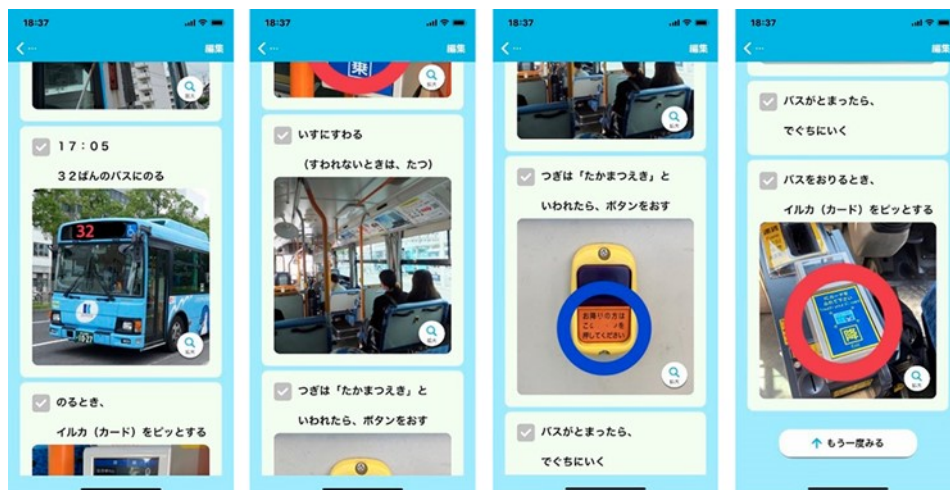 18:37
編集
拡大
17：05
32ばんのバスにのる
32
拡大
のるとき、
イルカ（カード）をピッとする
18:37
編集
乗
拡大
いすにすわる
（すわれないときは、たつ）
拡大
つぎは「たかまつえき」と
いわれたら、ボタンをおす
18:37
編集
拡大
つぎは「たかまつえき」と
いわれたら、ボタンをおす
お降りの方は
押してください
拡大
バスがとまったら、
でぐちにいく
18:37
編集
バスがとまったら、
でぐちにいく
バスをおりるとき、
イルカ（カード）をピッとする
降
拡大
もう一度みる